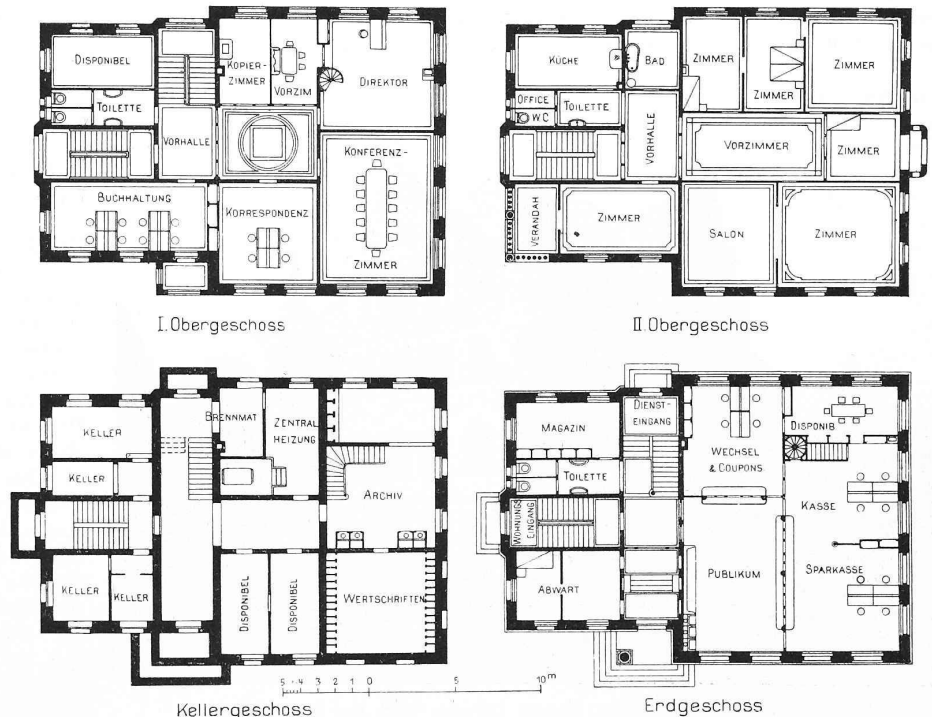 DISPONIBEL
KOPIER-
ZIMMER
VORZIM
DIREKTOR
TOILETTE
VORHALLE
KONFERENZ-
ZIMMER
BUCHHALTUNG
KORRESPONDENZ
I. Obergeschoss
KÜCHE
BAD
ZIMMER
ZIMMER
ZIMMER
OFFICE
WC
TOILETTE
VORHALLE
VORZIMMER
ZIMMER
VERANDAH
ZIMMER
SALON
ZIMMER
II. Obergeschoss
KELLER
BRENNMAT
ZENTRAL
HEIZUNG
KELLER
ARCHIV
KELLER
KELLER
DISPONIBEL
DISPONIBEL
WERTSCHRIFTEN
5 4 3 2 1 0 5 10 m
Kellergeschoss
DIENST-
EINGANG
MAGAZIN
DISPONIB
WECHSEL
& COUPONS
TOILETTE
WOHNUNGS
EINGANG
KASSE
ABWART
PUBLIKUM
SPARKASSE
Erdgeschoss